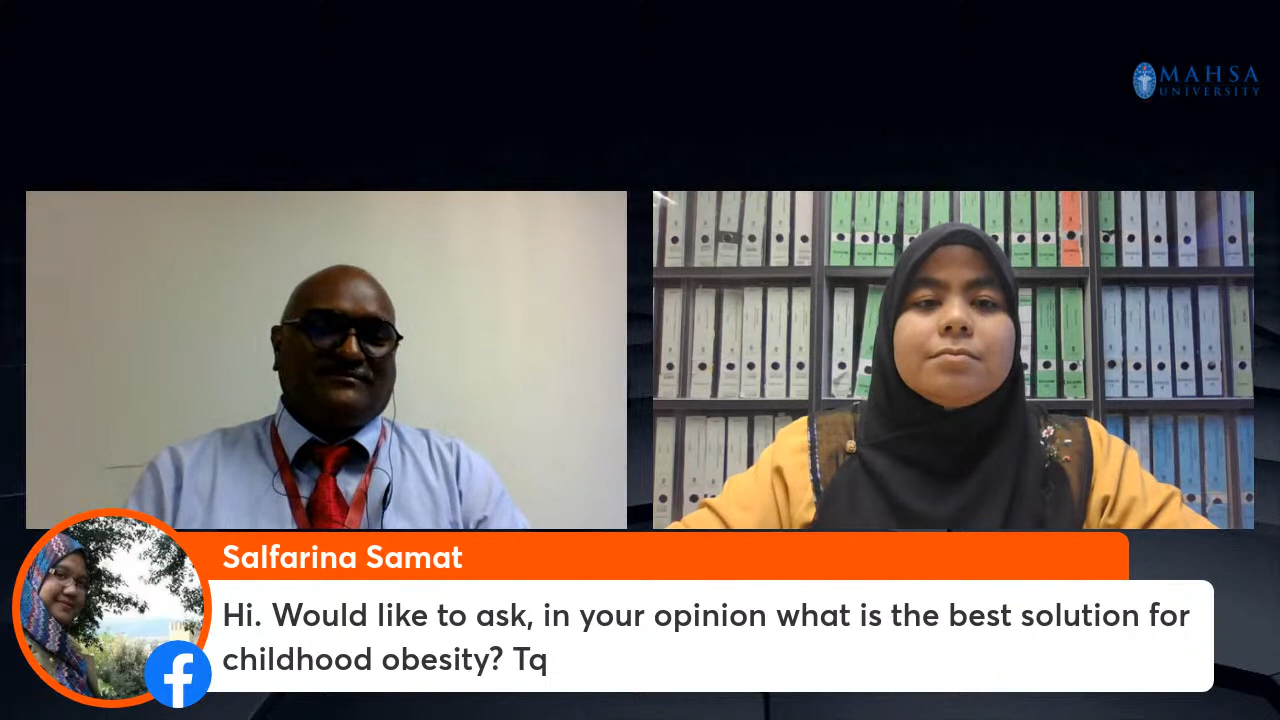 MAHSA
UNIVERSITY
Salfarina Samat
Hi. Would like to ask, in your opinion what is the best solution for
childhood obesity? Tq